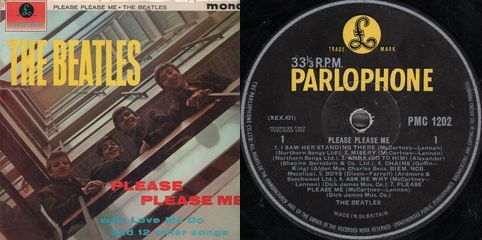 PLEASE PLEASE ME • THE BEATLES
mono
PARLOPHONE
THE BEATLES
PLEASE
PLEASE ME
with Love Me Do
and 12 other songs
£
TRADE MARK
33⅓ R.P.M.
PARLOPHONE
PMC 1202
(XEX.421)
RECORDING FIRST
PUBLISHED 1963
1
1
PLEASE PLEASE ME
1. I SAW HER STANDING THERE (McCartney—Lennon)
(Northern Songs Ltd.) 2. MISERY (McCartney—Lennon)
(Northern Songs Ltd.) 3. ANNA (GO TO HIM) (Alexander)
(Shapiro Bernstein & Co. Ltd.) 4. CHAINS (Goffin—
King) (Aldon Mus. Charles Bens. BIEM. NCB.
5. BOYS (Dixon—Farrell) (Ardmore &
Beechwood Ltd.) 6. ASK ME WHY (McCartney—Lennon)
(Dick James Mus. Co.) 7. PLEASE
PLEASE ME (McCartney—Lennon)
(Dick James Mus. Co.)
THE BEATLES
MADE IN GT. BRITAIN